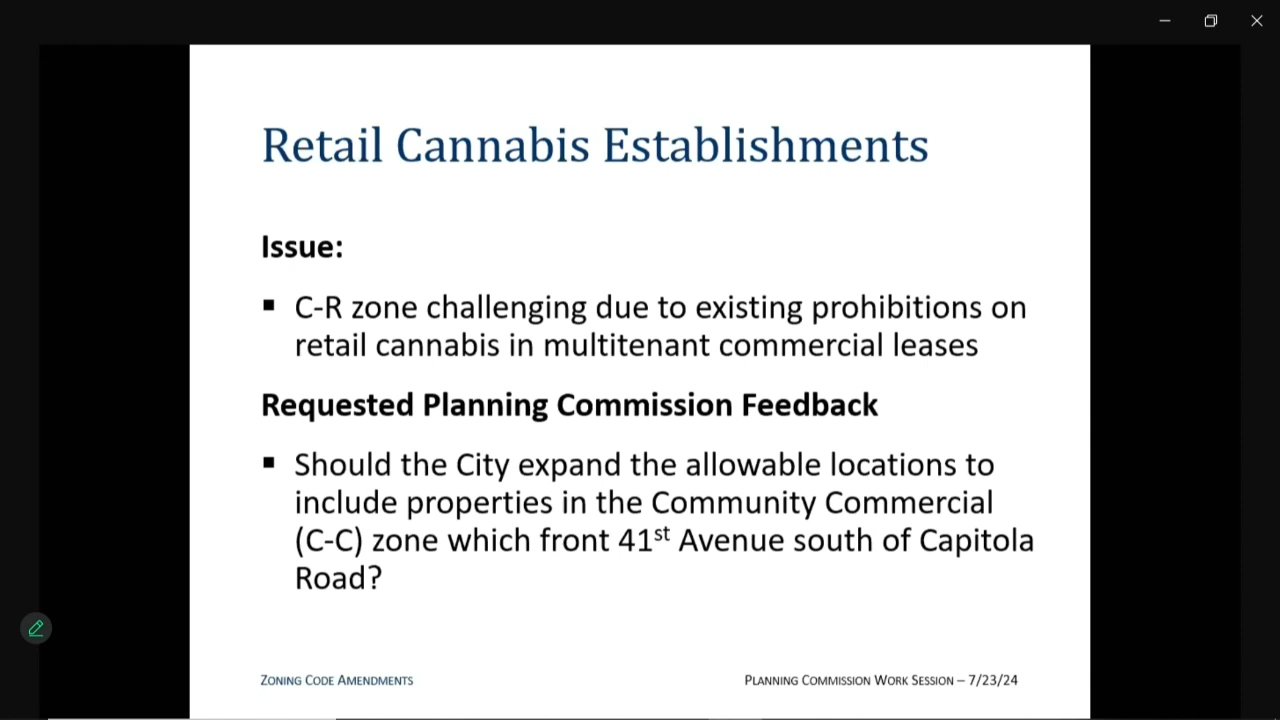 Retail Cannabis Establishments
Issue:
▪ C-R zone challenging due to existing prohibitions on
retail cannabis in multitenant commercial leases
Requested Planning Commission Feedback
▪ Should the City expand the allowable locations to
include properties in the Community Commercial
(C-C) zone which front 41st Avenue south of Capitola
Road?
ZONING CODE AMENDMENTS
PLANNING COMMISSION WORK SESSION – 7/23/24